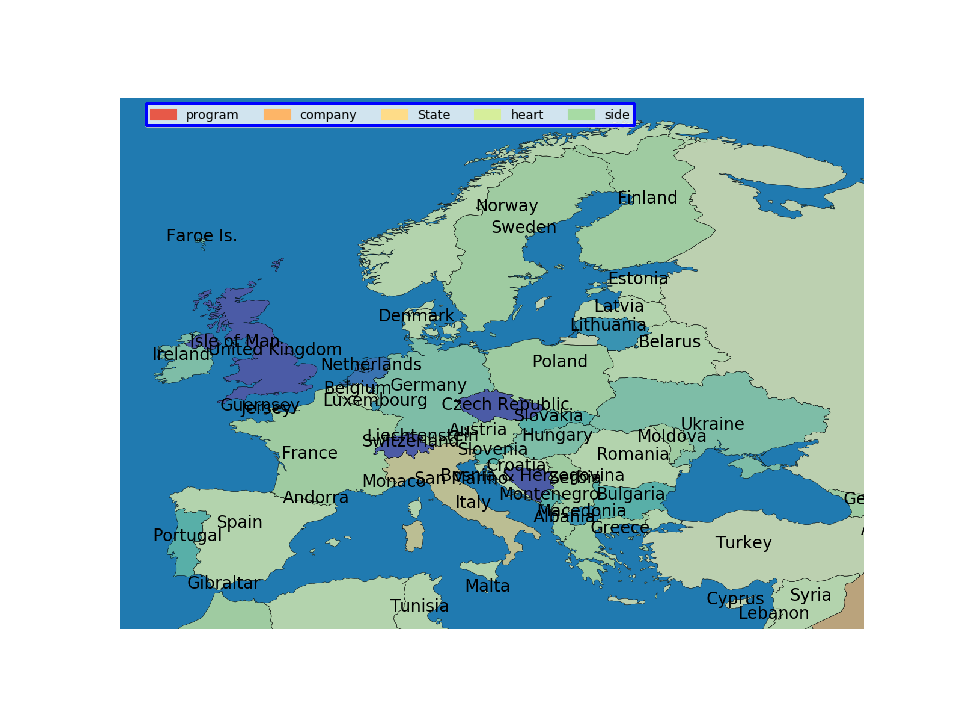 program company State heart side
Finland
Norway
Sweden
Faroe Is.
Estonia
Latvia
Denmark
Lithuania
Isle of Man
Belarus
United Kingdom
Ireland
Poland
Netherlands
Germany
Belgium
Luxembourg
Czech Republic
Guernsey
Jersey
Slovakia
Ukraine
Austria
Liechtenstein
Hungary
Moldova
Switzerland
Slovenia
France
Romania
Croatia
Bosnia & Herzegovina
San Marino
Serbia
Monaco
Montenegro
Bulgaria
Andorra
Italy
Ge
Macedonia
Albania
Spain
Greece
Portugal
Turkey
Gibraltar
Malta
Syria
Cyprus
Tunisia
Lebanon